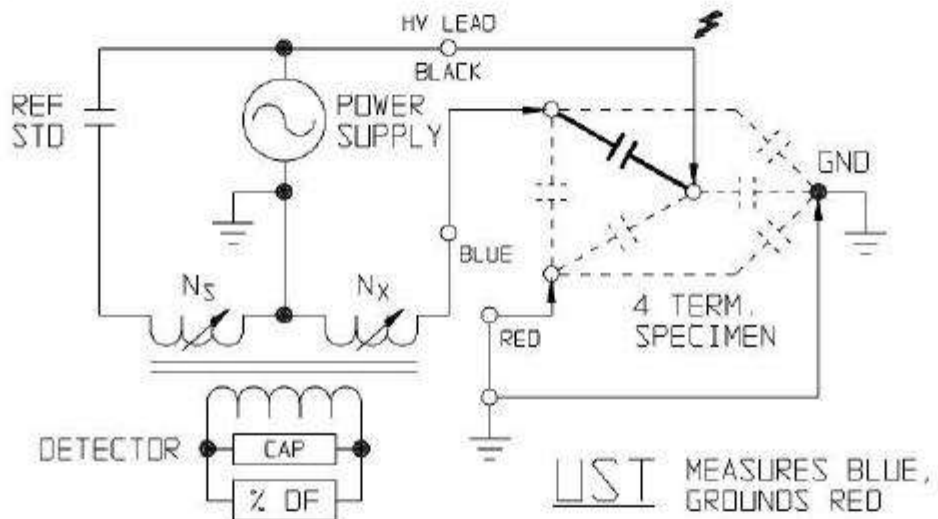 HV LEAD
BLACK
REF
STD
POWER
SUPPLY
GND
BLUE
NS
NX
RED
4 TERM.
SPECIMEN
DETECTOR
CAP
% DF
UST
MEASURES BLUE,
GROUNDS RED